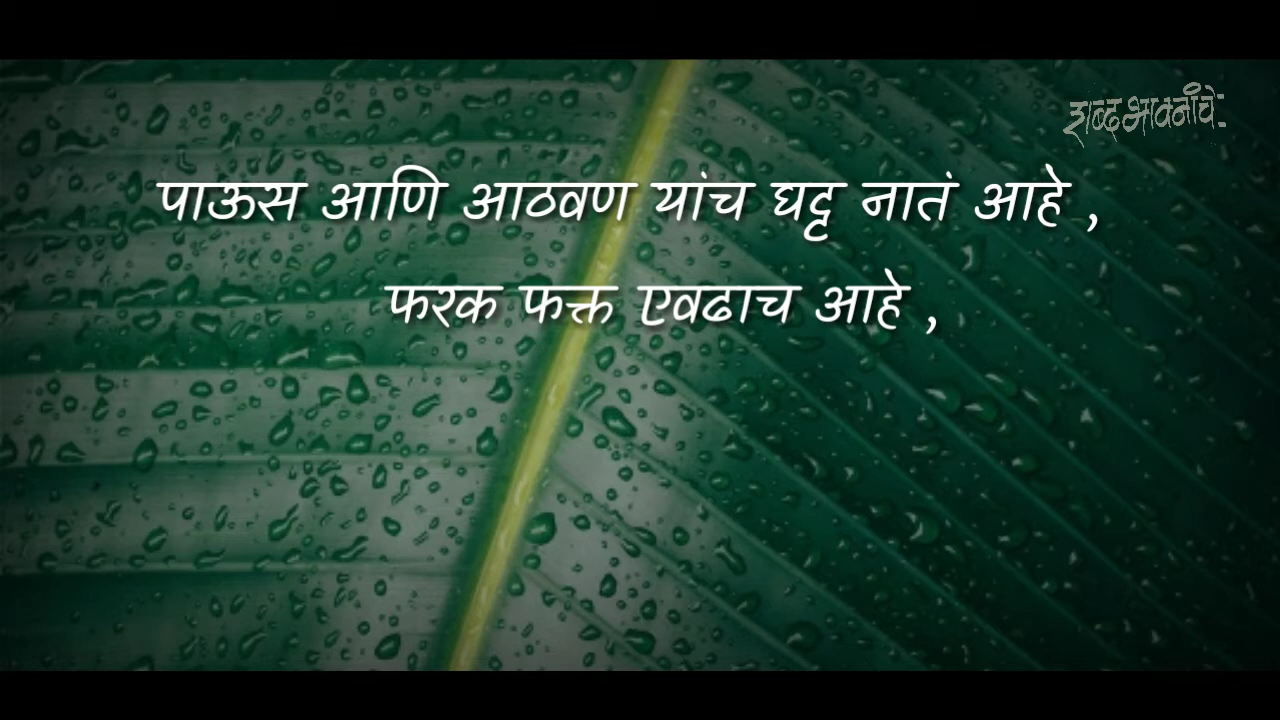 शब्दभावनांचे
पाऊस आणि आठवण यांच घट्ट नातं आहे ,
फरक फक्त एवढाच आहे ,